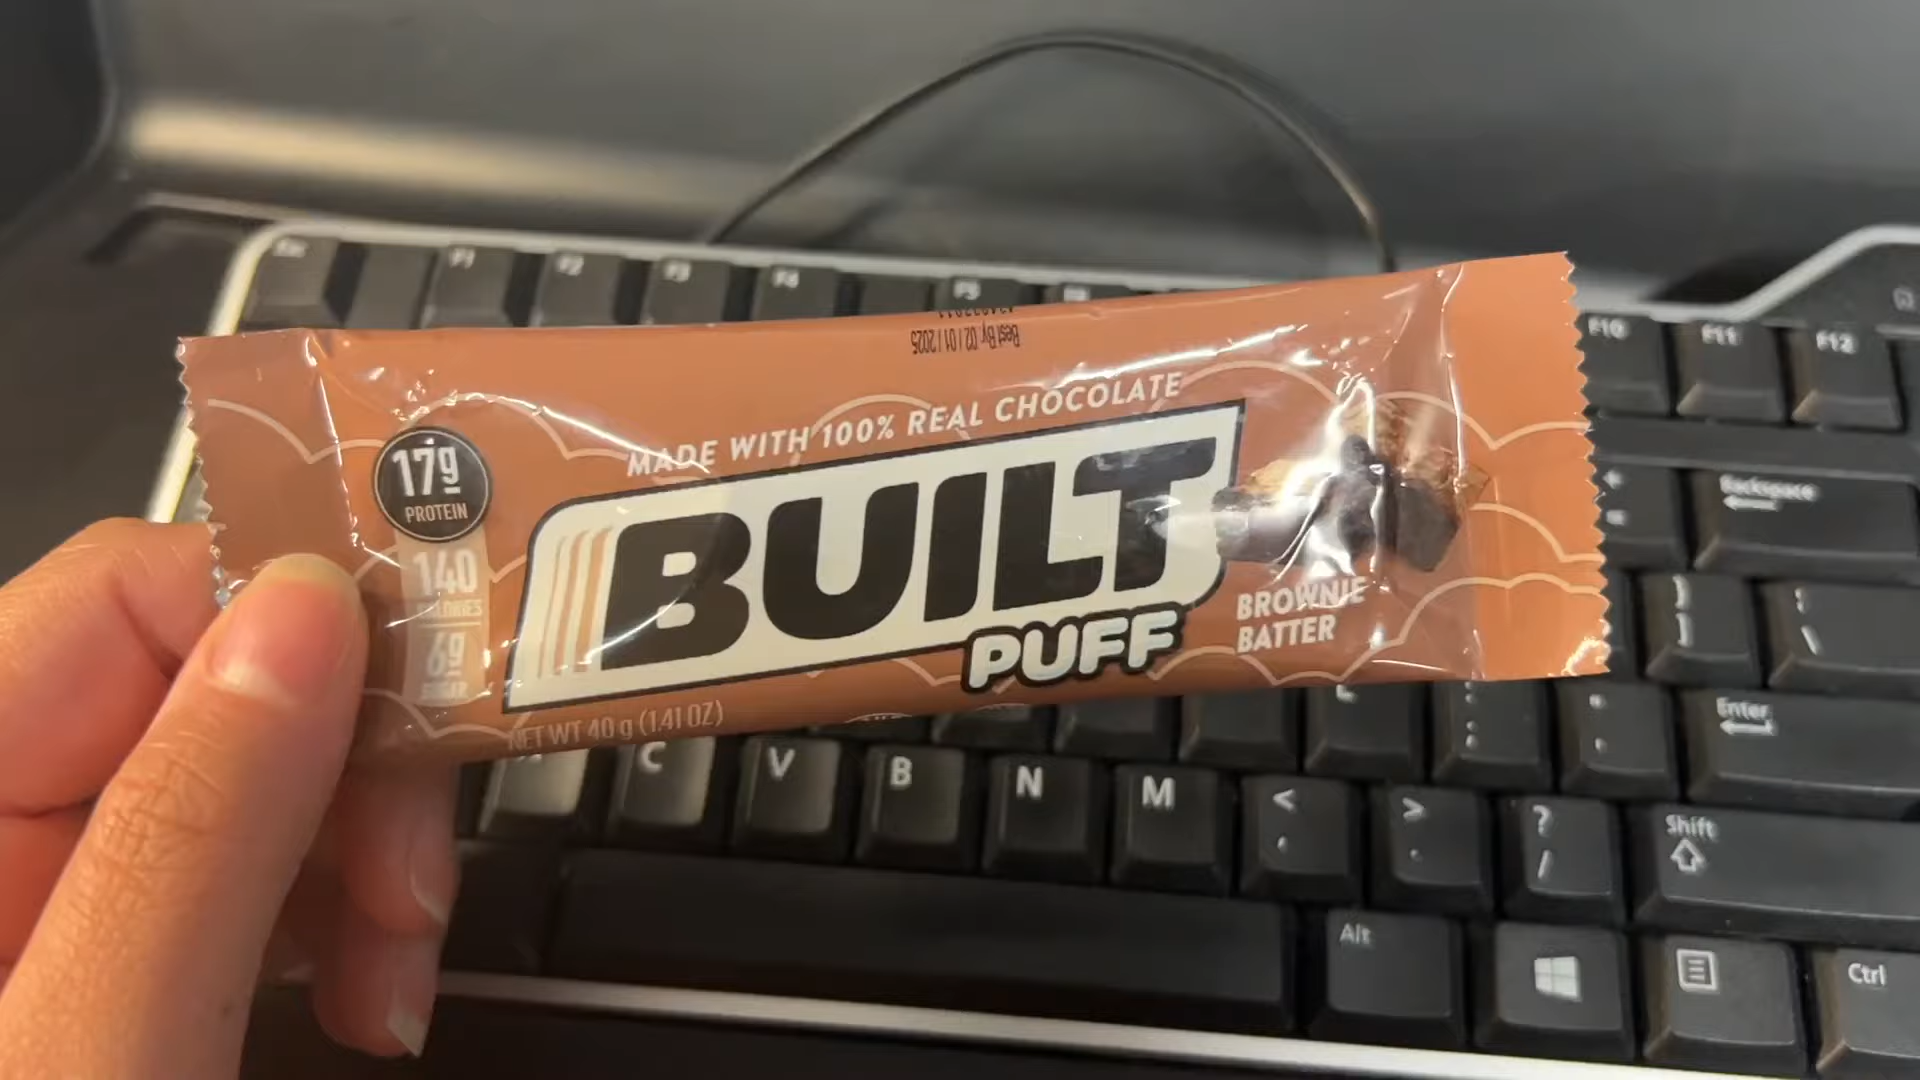 Best By: 02/01/2025
MADE WITH 100% REAL CHOCOLATE
17g
PROTEIN
140
CALORIES
6g
SUGAR
BUILT
PUFF
BROWNIE
BATTER
NET WT 40 g (1.41 OZ)
Esc
F1
F2
F3
F4
F5
F10
F11
F12
Backspace
}
]
|
\
:
;
"
'
Enter
C
V
B
N
M
<
,
>
.
?
/
Shift
Alt
Ctrl